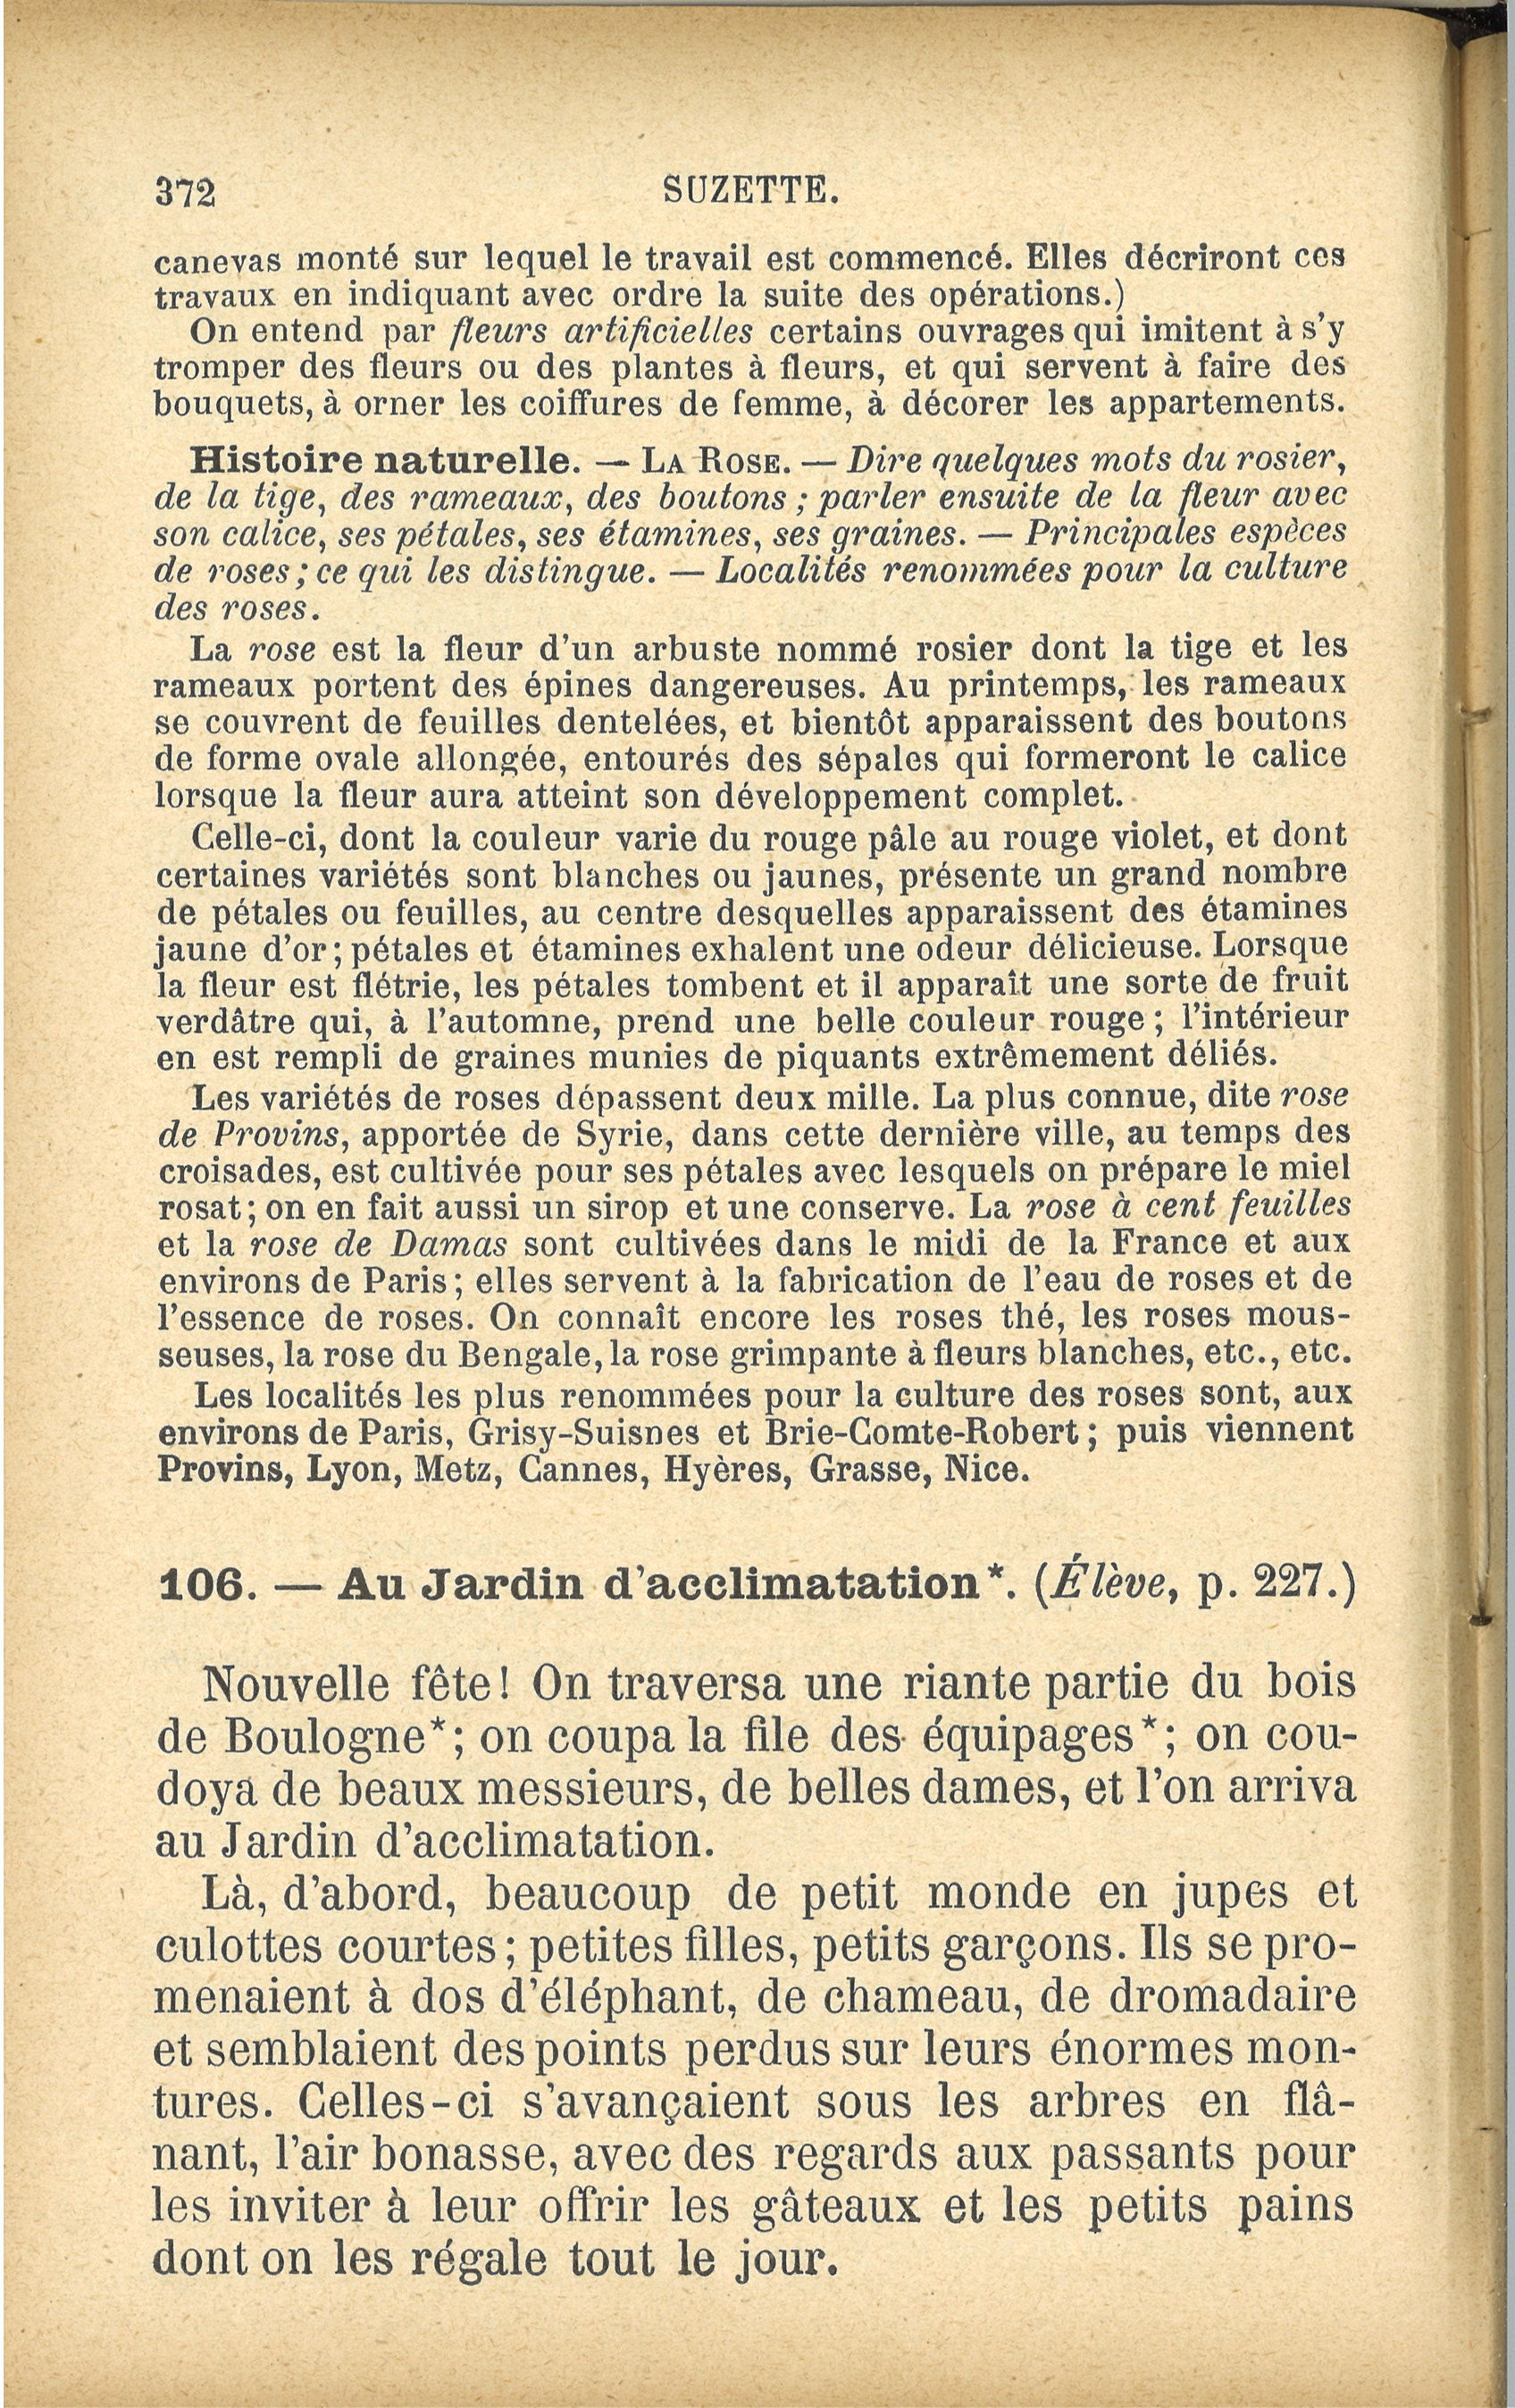 372 SUZETTE.
canevas monté sur lequel le travail est commencé. Elles décriront ces
travaux en indiquant avec ordre la suite des opérations.)
On entend par fleurs artificielles certains ouvrages qui imitent à s'y
tromper des fleurs ou des plantes à fleurs, et qui servent à faire des
bouquets, à orner les coiffures de femme, à décorer les appartements.
Histoire naturelle. — LA ROSE. — Dire quelques mots du rosier,
de la tige, des rameaux, des boutons ; parler ensuite de la fleur avec
son calice, ses pétales, ses étamines, ses graines. — Principales espèces
de roses ; ce qui les distingue. — Localités renommées pour la culture
des roses.
La rose est la fleur d'un arbuste nommé rosier dont la tige et les
rameaux portent des épines dangereuses. Au printemps, les rameaux
se couvrent de feuilles dentelées, et bientôt apparaissent des boutons
de forme ovale allongée, entourés des sépales qui formeront le calice
lorsque la fleur aura atteint son développement complet.
Celle-ci, dont la couleur varie du rouge pâle au rouge violet, et dont
certaines variétés sont blanches ou jaunes, présente un grand nombre
de pétales ou feuilles, au centre desquelles apparaissent des étamines
jaune d'or ; pétales et étamines exhalent une odeur délicieuse. Lorsque
la fleur est flétrie, les pétales tombent et il apparaît une sorte de fruit
verdâtre qui, à l'automne, prend une belle couleur rouge ; l'intérieur
en est rempli de graines munies de piquants extrêmement déliés.
Les variétés de roses dépassent deux mille. La plus connue, dite rose
de Provins, apportée de Syrie, dans cette dernière ville, au temps des
croisades, est cultivée pour ses pétales avec lesquels on prépare le miel
rosat ; on en fait aussi un sirop et une conserve. La rose à cent feuilles
et la rose de Damas sont cultivées dans le midi de la France et aux
environs de Paris ; elles servent à la fabrication de l'eau de roses et de
l'essence de roses. On connaît encore les roses thé, les roses mous-
seuses, la rose du Bengale, la rose grimpante à fleurs blanches, etc., etc.
Les localités les plus renommées pour la culture des roses sont, aux
environs de Paris, Grisy-Suisnes et Brie-Comte-Robert ; puis viennent
Provins, Lyon, Metz, Cannes, Hyères, Grasse, Nice.
106. — Au Jardin d'acclimatation*. (Élève, p. 227.)
Nouvelle fête ! On traversa une riante partie du bois
de Boulogne* ; on coupa la file des équipages* ; on cou-
doya de beaux messieurs, de belles dames, et l'on arriva
au Jardin d'acclimatation.
Là, d'abord, beaucoup de petit monde en jupes et
culottes courtes ; petites filles, petits garçons. Ils se pro-
menaient à dos d'éléphant, de chameau, de dromadaire
et semblaient des points perdus sur leurs énormes mon-
tures. Celles-ci s'avançaient sous les arbres en flâ-
nant, l'air bonasse, avec des regards aux passants pour
les inviter à leur offrir les gâteaux et les petits pains
dont on les régale tout le jour.